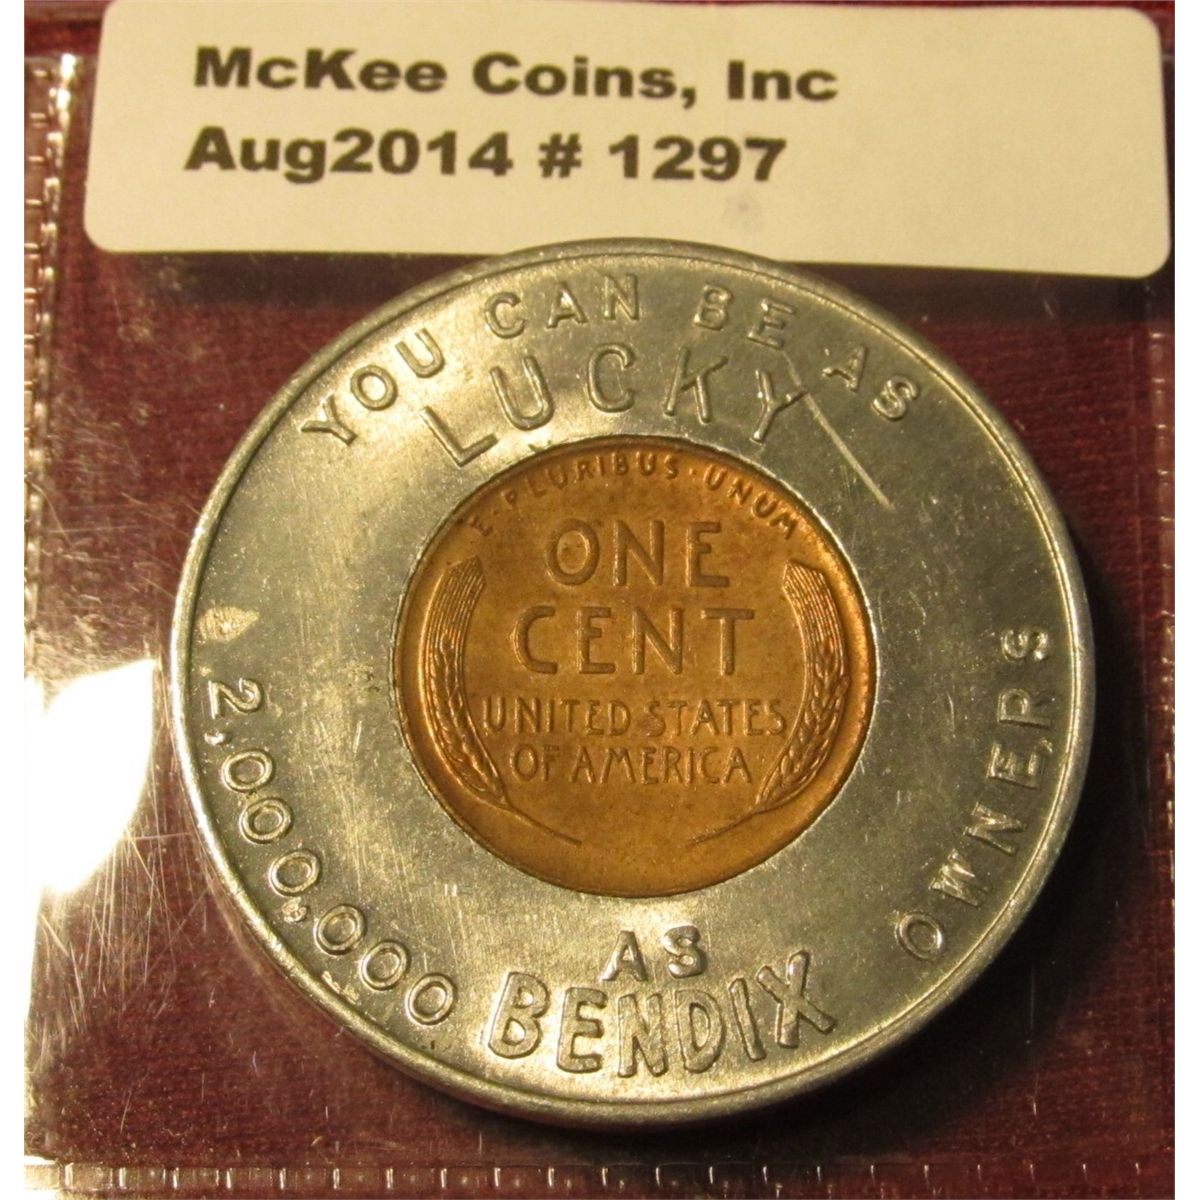 McKee Coins, Inc
Aug2014 # 1297
YOU CAN BE AS
LUCKY
E·PLURIBUS·UNUM
ONE
CENT
UNITED STATES
OF AMERICA
AS
2,000,000 BENDIX OWNERS